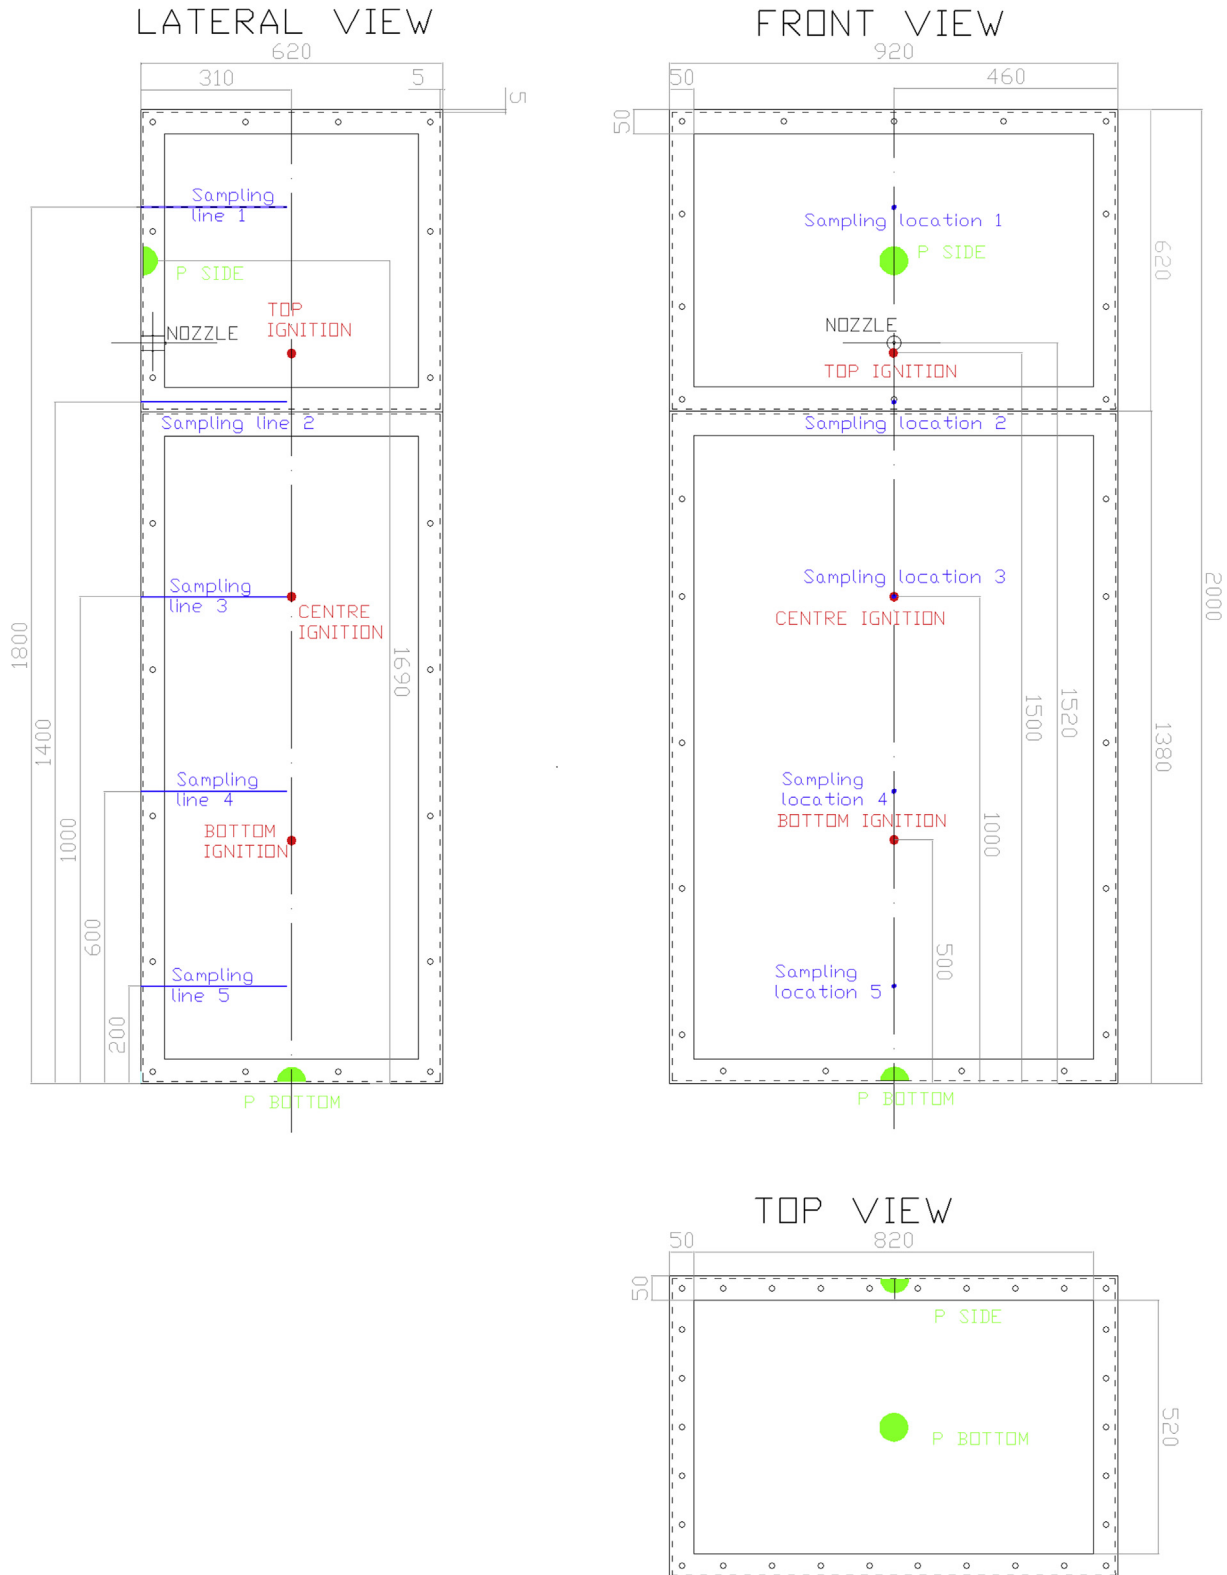 LATERAL VIEW
620
310
5
5
Sampling
line 1
P SIDE
TOP
IGNITION
NOZZLE
Sampling line 2
Sampling
line 3
CENTRE
IGNITION
1690
1800
1400
1000
600
200
Sampling
line 4
BOTTOM
IGNITION
Sampling
line 5
P BOTTOM
FRONT VIEW
920
50
460
50
Sampling location 1
P SIDE
620
NOZZLE
TOP IGNITION
Sampling location 2
Sampling location 3
CENTRE IGNITION
2000
1500
1520
1380
Sampling
location 4
BOTTOM IGNITION
1000
500
Sampling
location 5
P BOTTOM
TOP VIEW
50
820
50
P SIDE
520
P BOTTOM